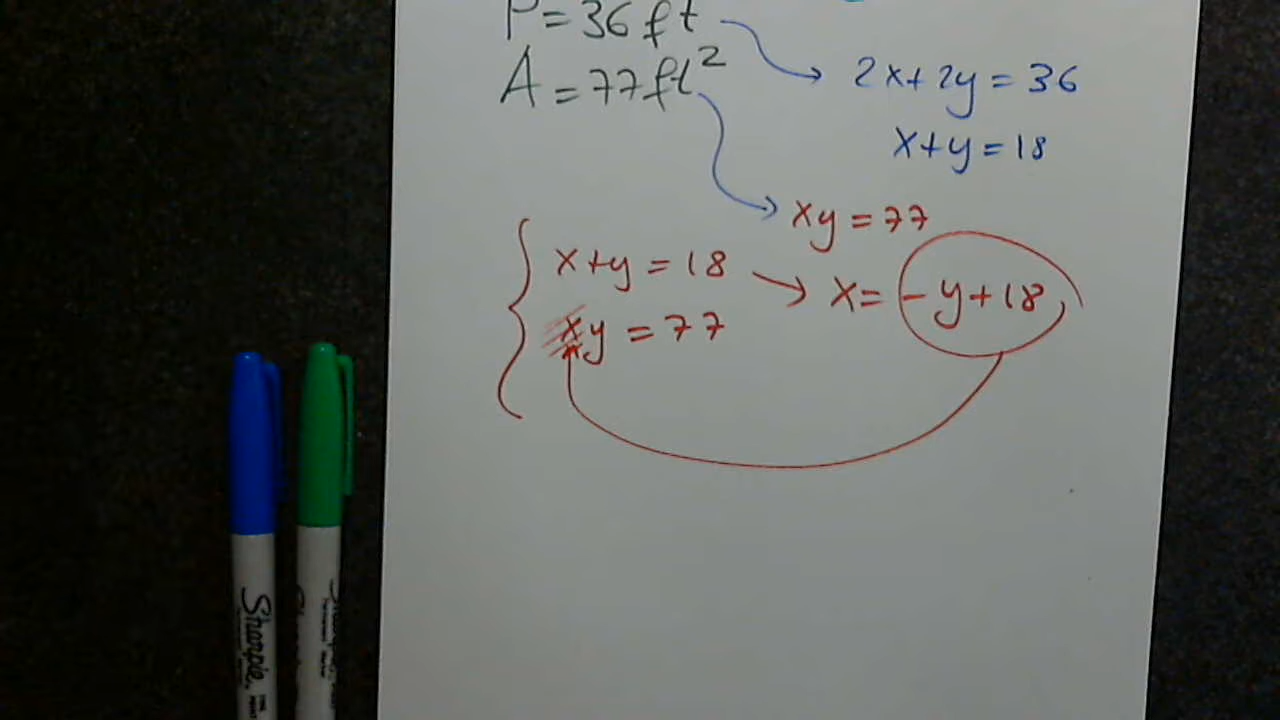 P = 36 ft
A = 77 ft²
2x + 2y = 36
x + y = 18
xy = 77
x + y = 18 → x = -y + 18
xy = 77
Sharpie